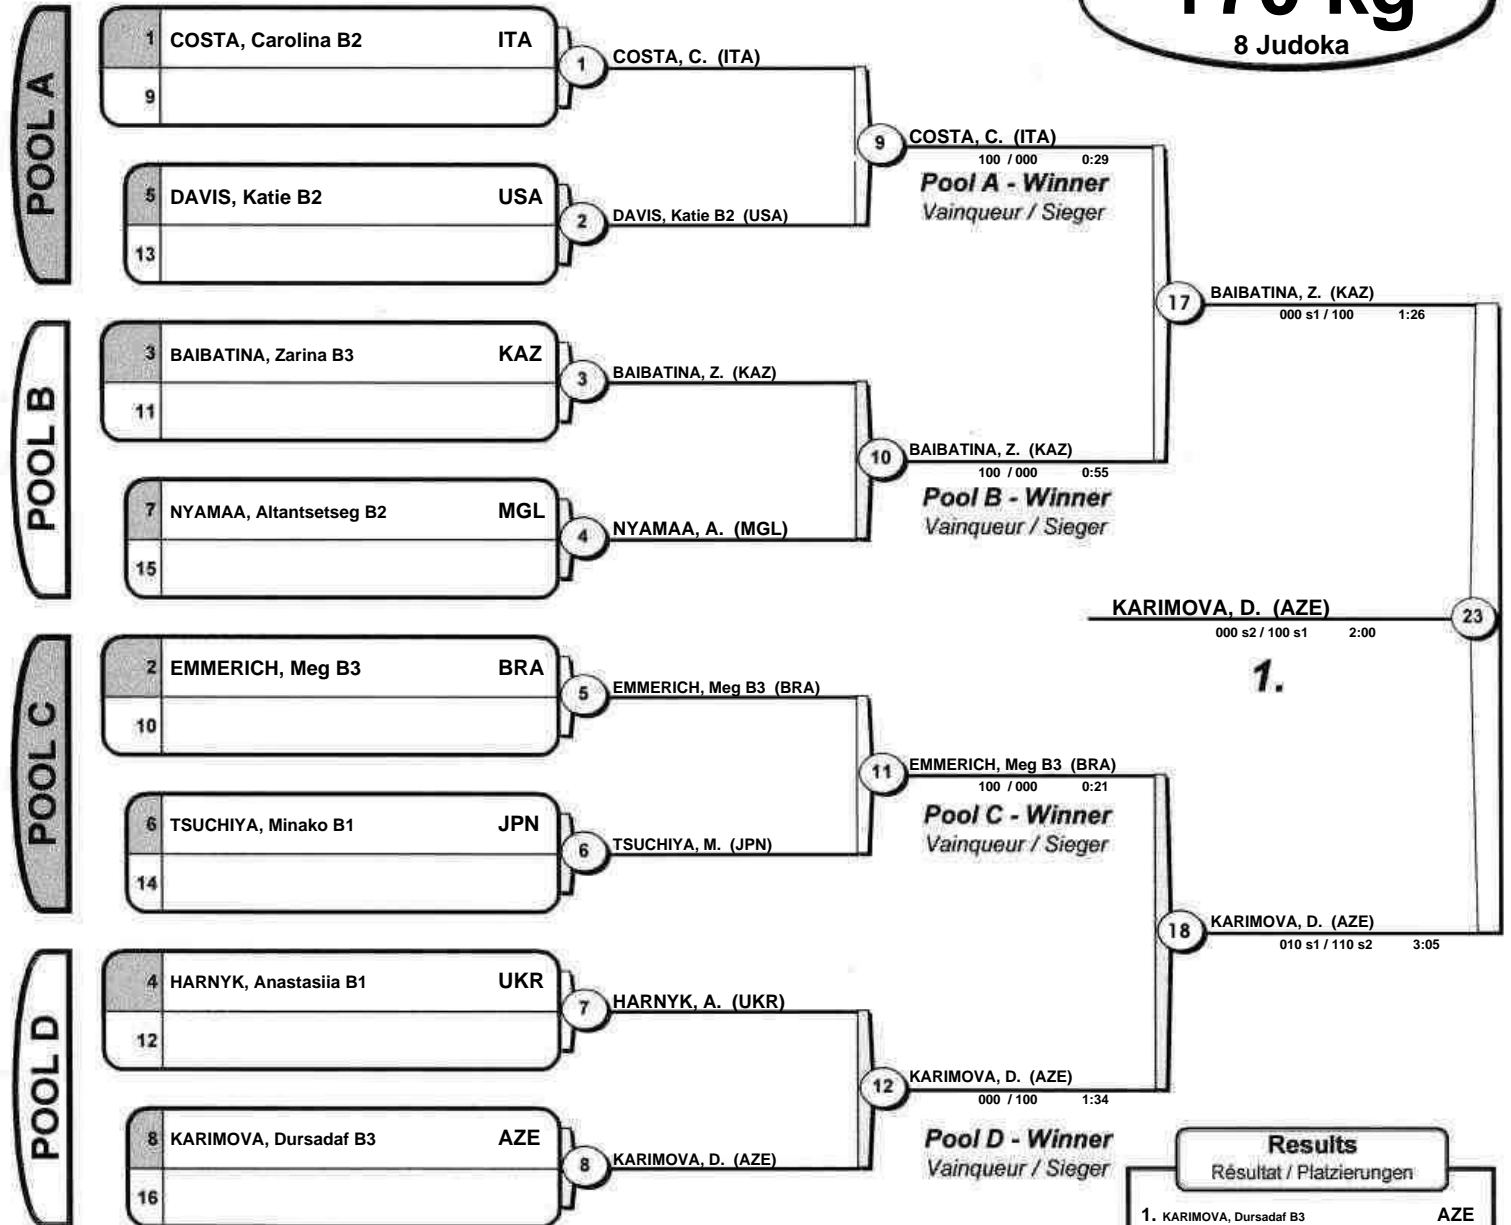 8 Judoka
POOL A
1 COSTA, Carolina B2 ITA
9
1 COSTA, C. (ITA)
5 DAVIS, Katie B2 USA
13
2 DAVIS, Katie B2 (USA)
9 COSTA, C. (ITA)
100 / 000 0:29
Pool A - Winner
Vainqueur / Sieger
POOL B
3 BAIBATINA, Zarina B3 KAZ
11
3 BAIBATINA, Z. (KAZ)
7 NYAMAA, Altantsetseg B2 MGL
15
4 NYAMAA, A. (MGL)
10 BAIBATINA, Z. (KAZ)
100 / 000 0:55
Pool B - Winner
Vainqueur / Sieger
17 BAIBATINA, Z. (KAZ)
000 s1 / 100 1:26
POOL C
2 EMMERICH, Meg B3 BRA
10
5 EMMERICH, Meg B3 (BRA)
6 TSUCHIYA, Minako B1 JPN
14
6 TSUCHIYA, M. (JPN)
11 EMMERICH, Meg B3 (BRA)
100 / 000 0:21
Pool C - Winner
Vainqueur / Sieger
POOL D
4 HARNYK, Anastasiia B1 UKR
12
7 HARNYK, A. (UKR)
8 KARIMOVA, Dursadaf B3 AZE
16
8 KARIMOVA, D. (AZE)
12 KARIMOVA, D. (AZE)
000 / 100 1:34
Pool D - Winner
Vainqueur / Sieger
18 KARIMOVA, D. (AZE)
010 s1 / 110 s2 3:05
KARIMOVA, D. (AZE) 23
000 s2 / 100 s1 2:00
1.
Results
Résultat / Platzierungen
1. KARIMOVA, Dursadaf B3 AZE